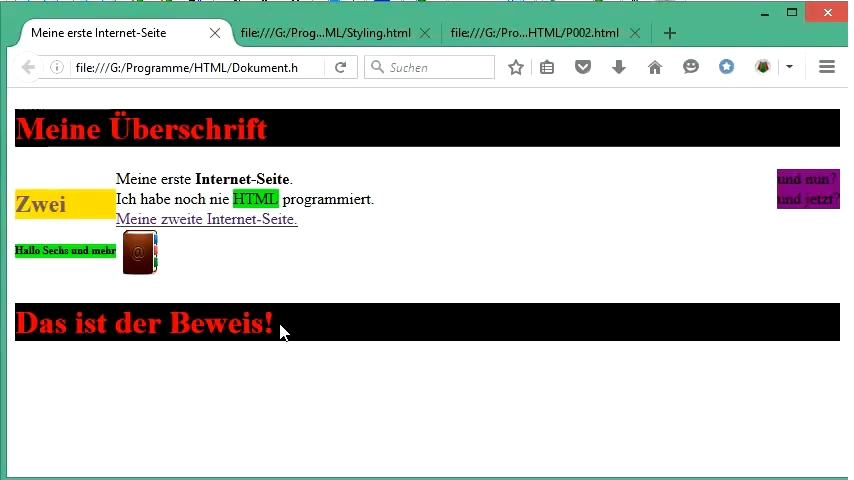 Meine erste Internet-Seite
file:///G:/Prog...ML/Styling.html
file:///G:/Pro...HTML/P002.html
file:///G:/Programme/HTML/Dokument.h
Suchen
Meine Überschrift
Meine erste Internet-Seite.
und nun?
Zwei
Ich habe noch nie HTML programmiert.
und jetzt?
Meine zweite Internet-Seite.
Hallo Sechs und mehr
@
Das ist der Beweis!